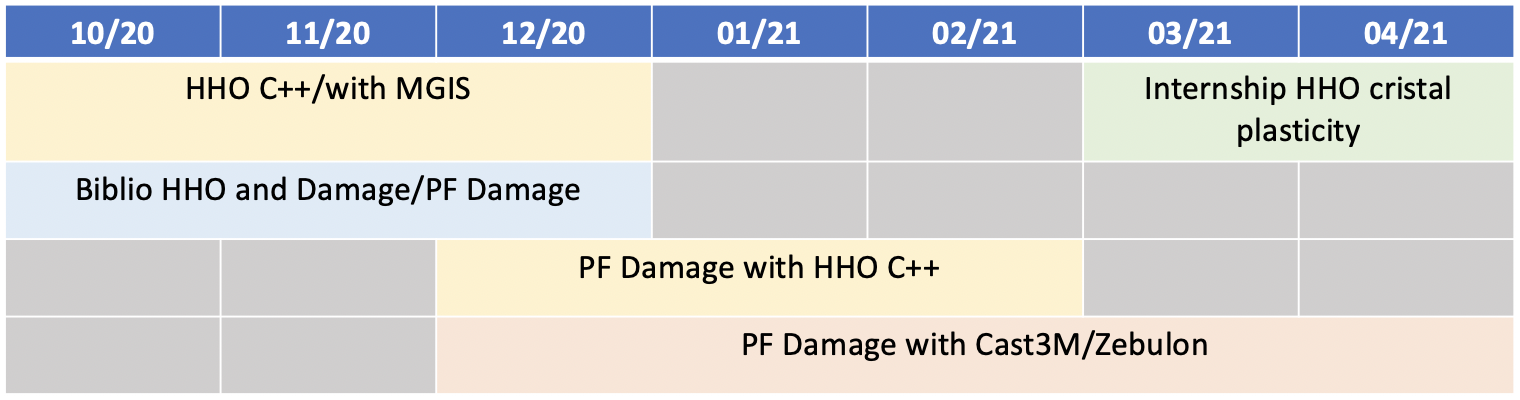 10/20 11/20 12/20 01/21 02/21 03/21 04/21
HHO C++/with MGIS
Internship HHO cristal
plasticity
Biblio HHO and Damage/PF Damage
PF Damage with HHO C++
PF Damage with Cast3M/Zebulon